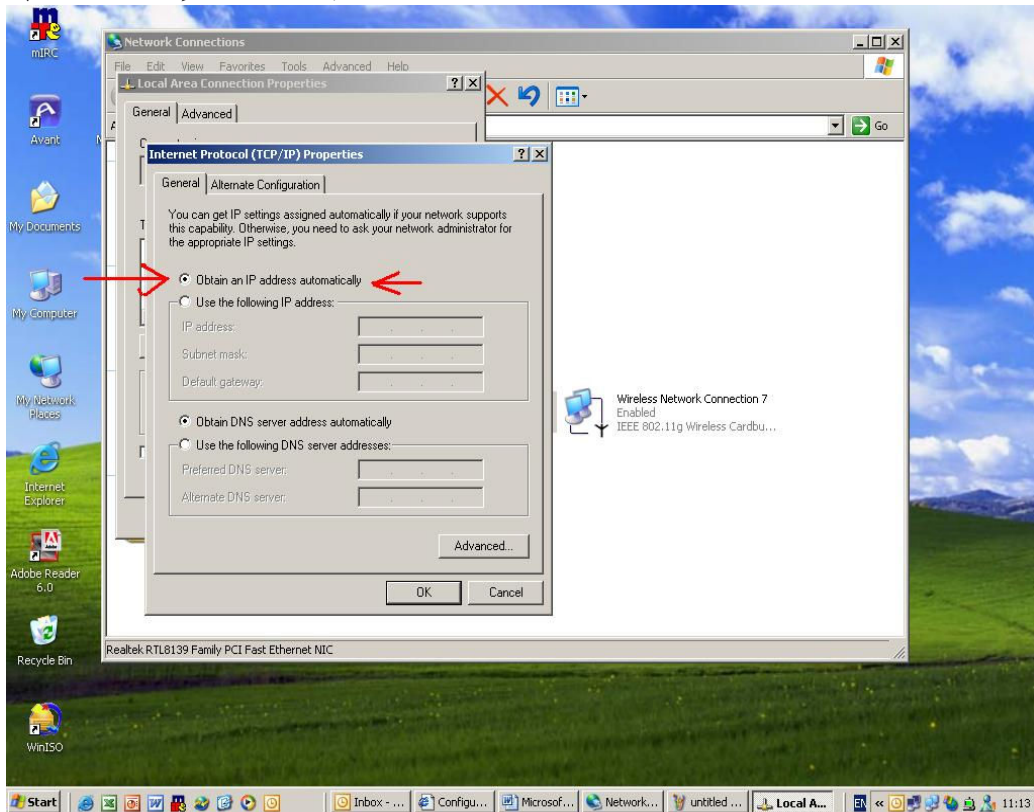 mIRC
Avant
My Documents
My Computer
My Network
Places
Internet
Explorer
Adobe Reader
6.0
Recycle Bin
WinISO
Network Connections
File Edit View Favorites Tools Advanced Help
Go
Local Area Connection Properties
General Advanced
Internet Protocol (TCP/IP) Properties
General Alternate Configuration
You can get IP settings assigned automatically if your network supports
this capability. Otherwise, you need to ask your network administrator for
the appropriate IP settings.
Obtain an IP address automatically
Use the following IP address:
IP address:
Subnet mask:
Default gateway:
Obtain DNS server address automatically
Use the following DNS server addresses:
Preferred DNS server:
Alternate DNS server:
Advanced...
OK Cancel
Wireless Network Connection 7
Enabled
IEEE 802.11g Wireless Cardbu...
Realtek RTL8139 Family PCI Fast Ethernet NIC
Start Inbox - ... Configu... Microsof... Network... untitled ... Local A... EN « 11:13